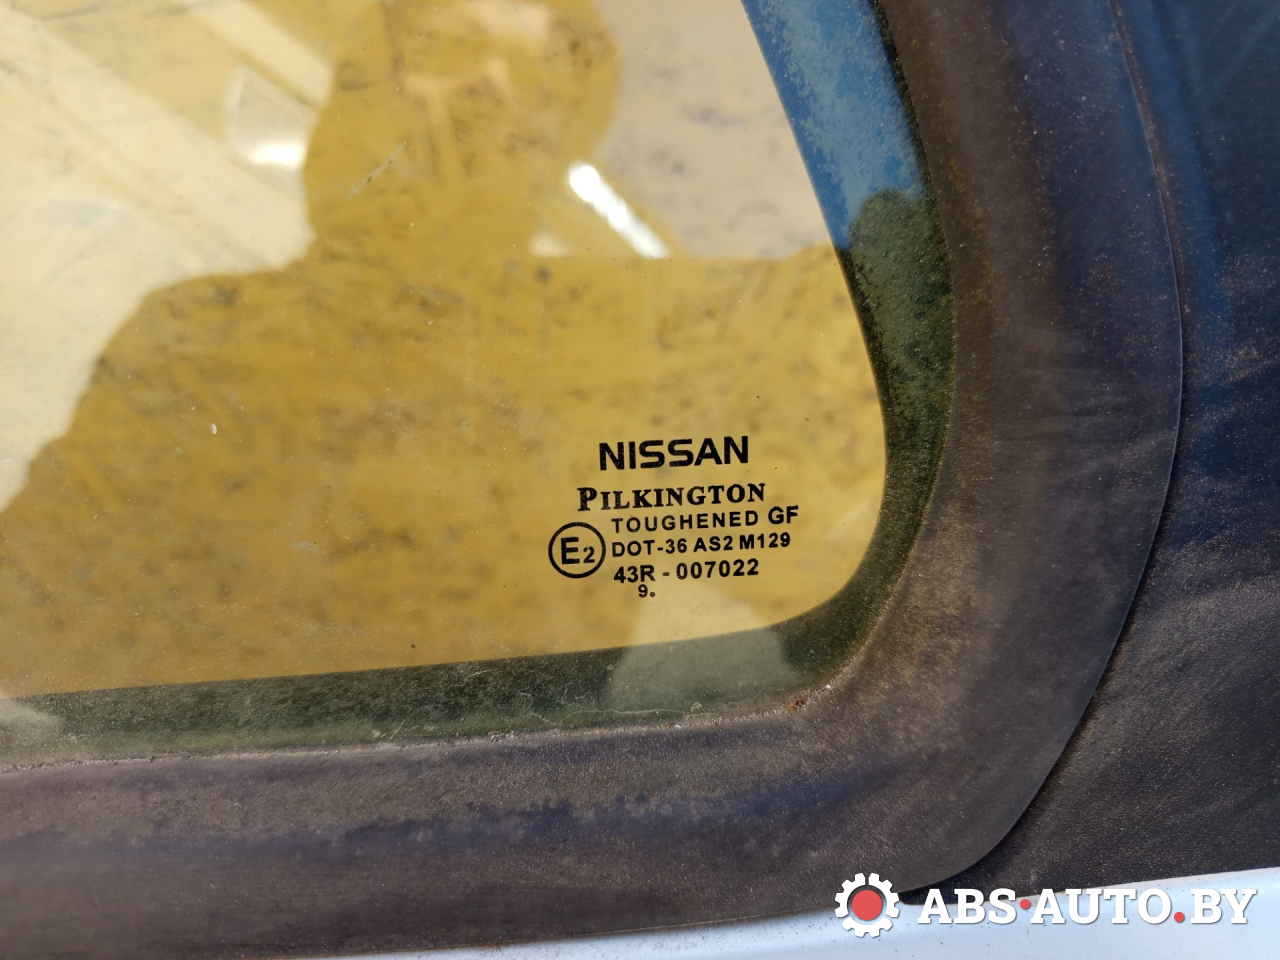 NISSAN
PILKINGTON
TOUGHENED GF
E2 DOT-36 AS2 M129
43R - 007022
9.
ABS·AUTO.BY